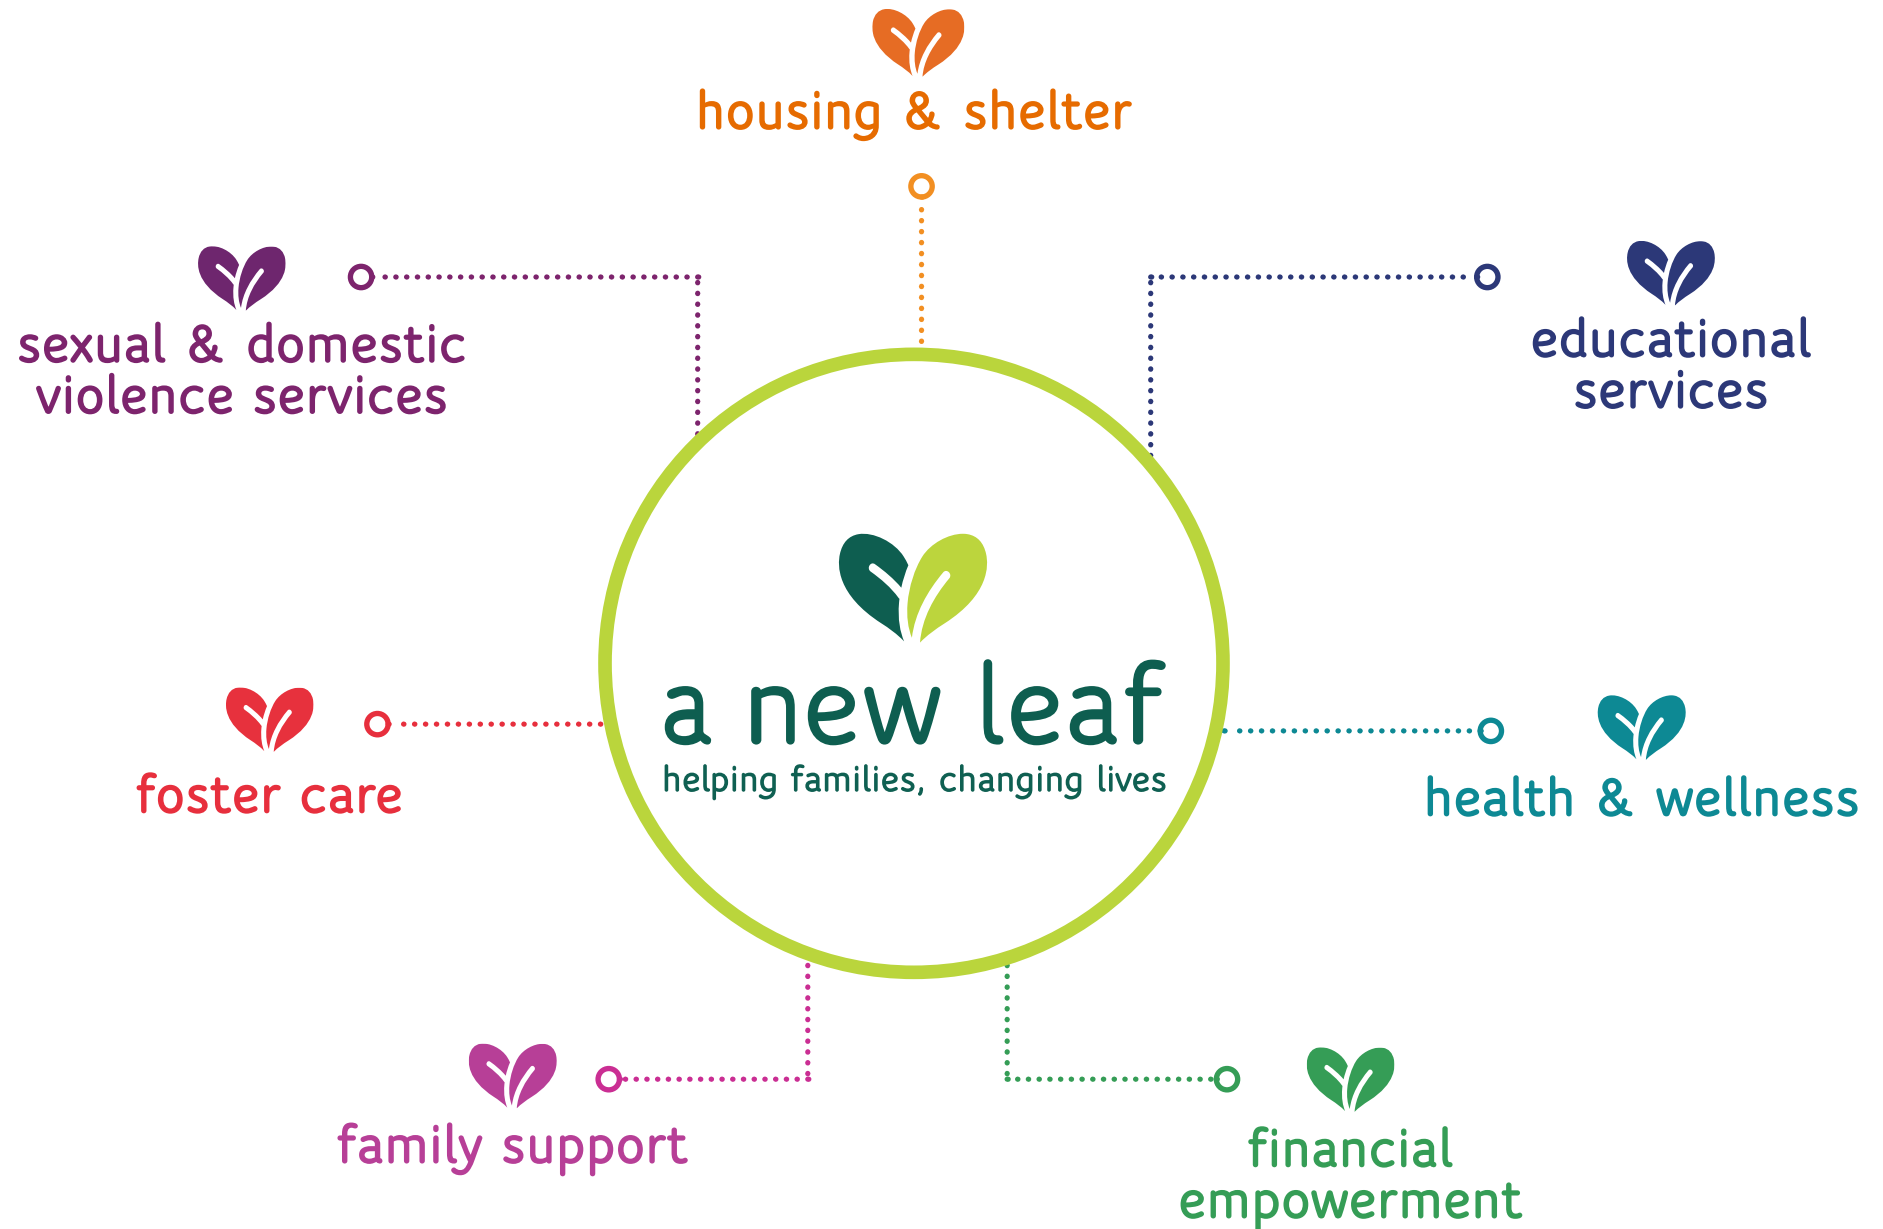 housing & shelter
sexual & domestic
violence services
educational
services
a new leaf
helping families, changing lives
foster care
health & wellness
family support
financial
empowerment